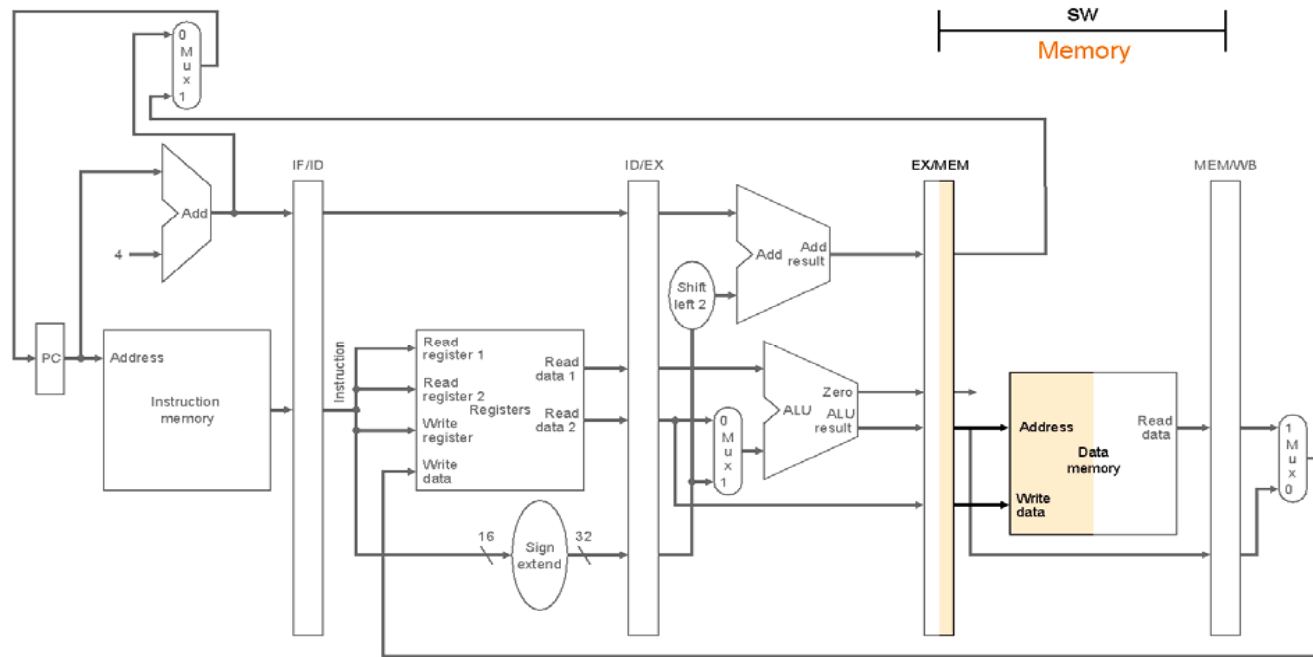 SW
Memory
0
M
u
x
1
IF/ID
ID/EX
EX/MEM
MEM/WB
Add
4
Add
Add
result
Shift
left 2
PC
Address
Instruction
memory
Instruction
Read
register 1
Read
register 2
Write
register
Write
data
Registers
Read
data 1
Read
data 2
0
M
u
x
1
Zero
ALU
ALU
result
Address
Write
data
Data
memory
Read
data
1
M
u
x
0
16
Sign
extend
32